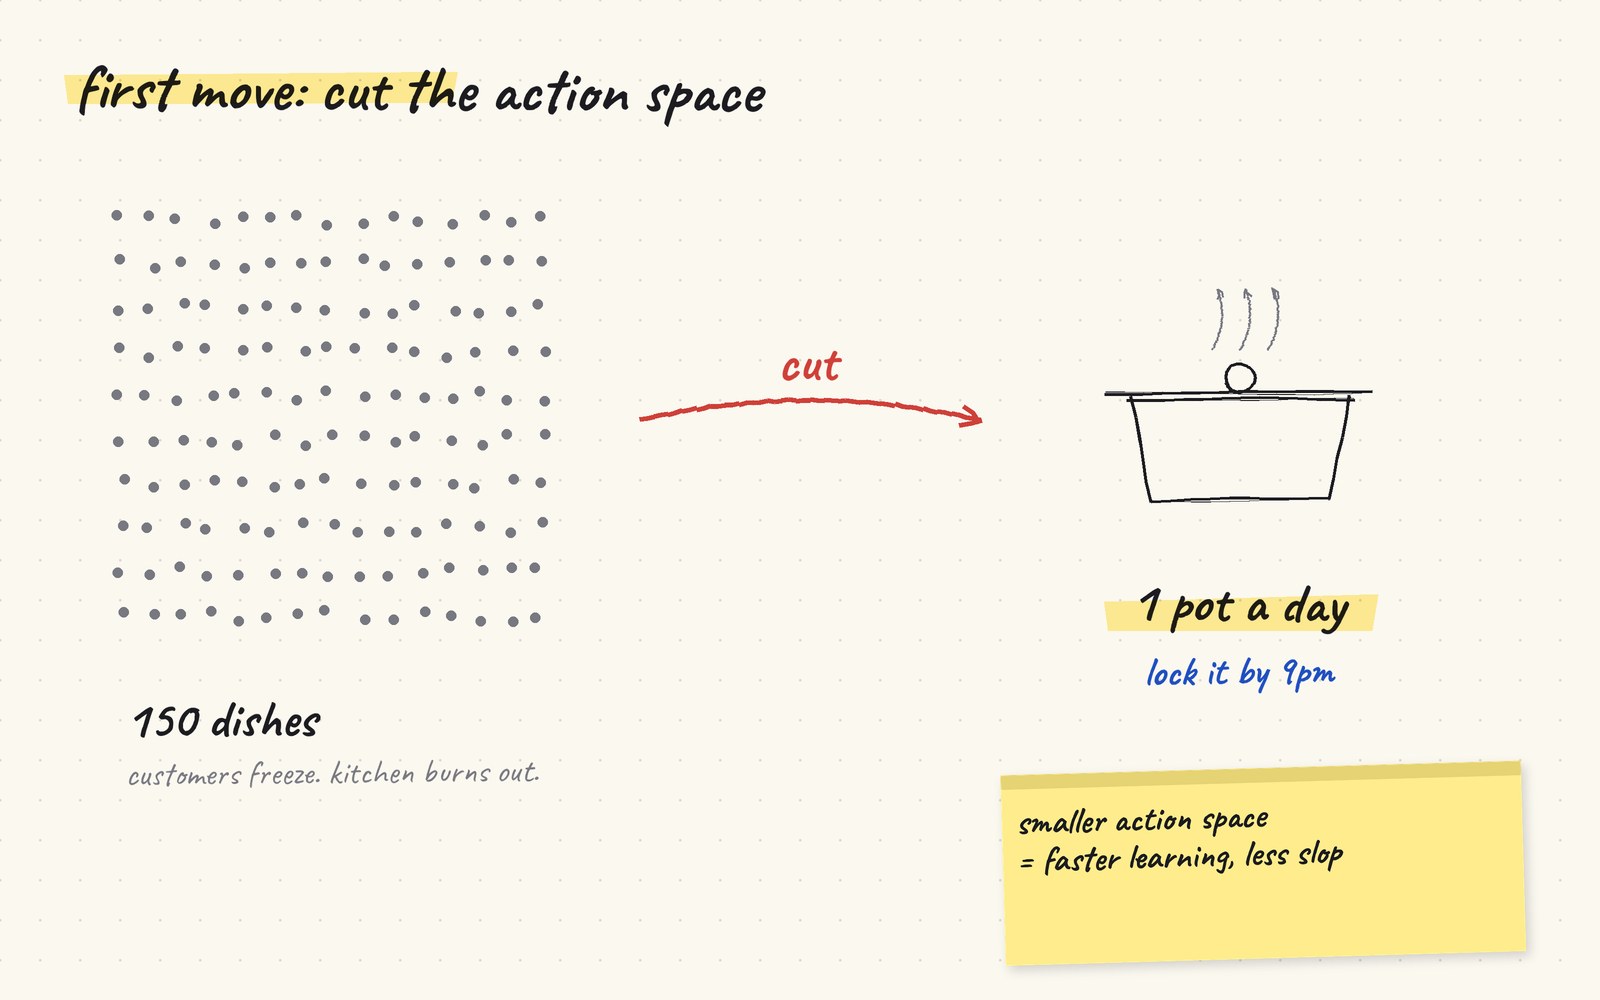 first move: cut the action space
cut
1 pot a day
lock it by 9pm
150 dishes
customers freeze. kitchen burns out.
smaller action space
= faster learning, less slop